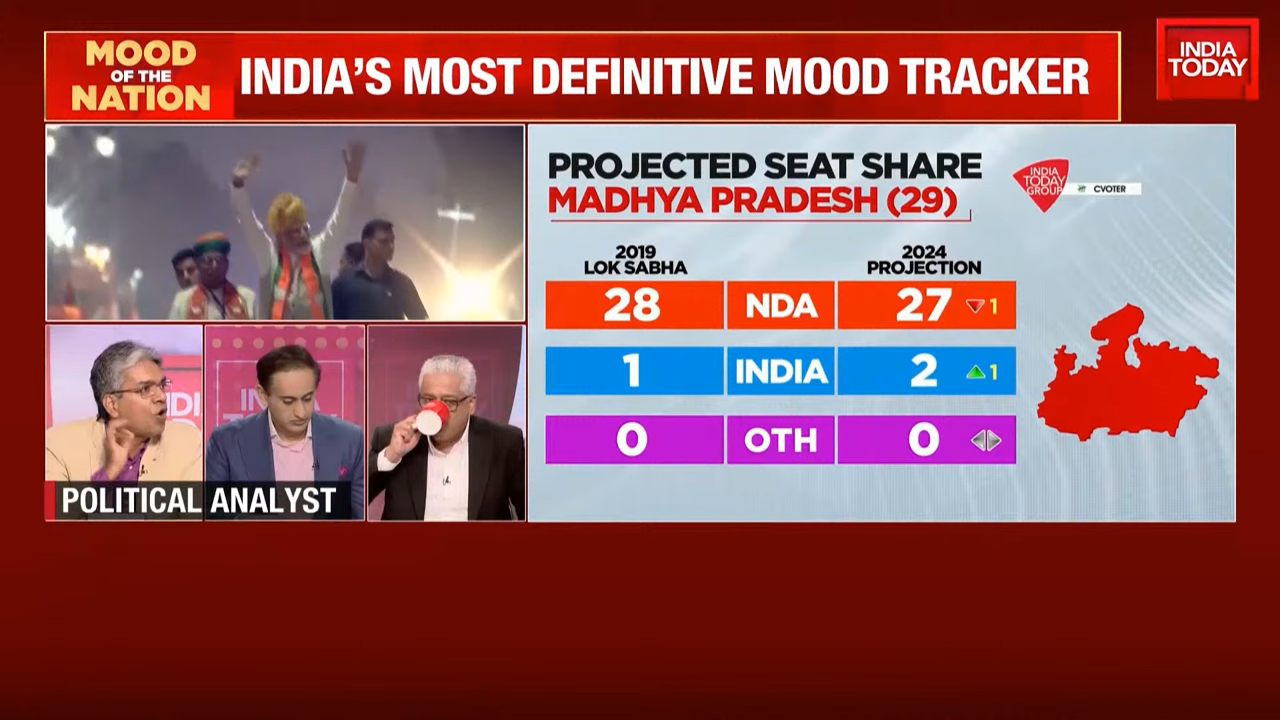 MOOD
OF THE
NATION
INDIA'S MOST DEFINITIVE MOOD TRACKER
INDIA
TODAY
PROJECTED SEAT SHARE
MADHYA PRADESH (29)
INDIA
TODAY
GROUP
CVOTER
2019
LOK SABHA
2024
PROJECTION
28 NDA 27 1
1 INDIA 2 1
0 OTH 0
POLITICAL ANALYST